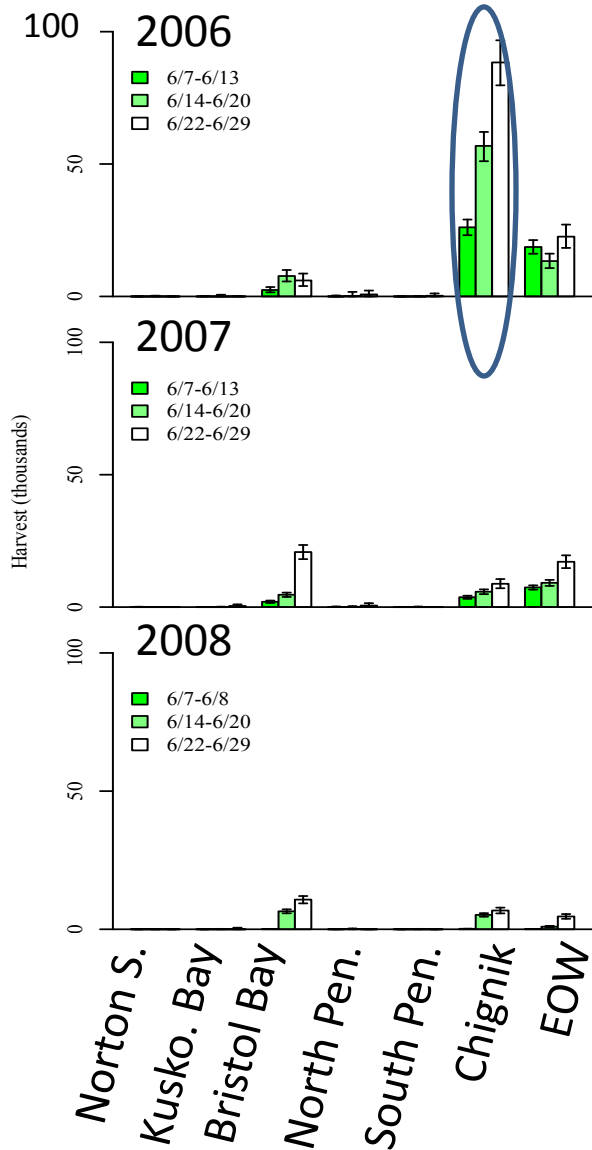 100
2006
6/7-6/13
6/14-6/20
6/22-6/29
50
0
2007
100
6/7-6/13
6/14-6/20
6/22-6/29
Harvest (thousands)
50
0
2008
100
6/7-6/8
6/14-6/20
6/22-6/29
50
0
Norton S.
Kusko. Bay
Bristol Bay
North Pen.
South Pen.
Chignik
EOW